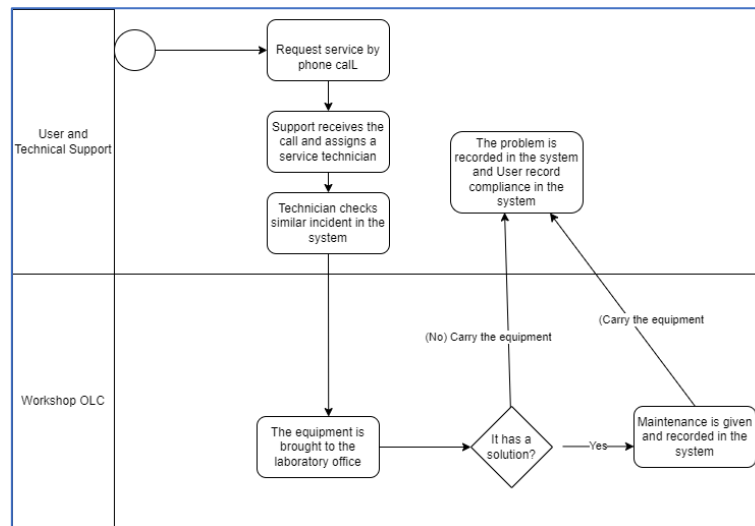 Request service by
phone calL
User and
Technical Support
Support receives the
call and assigns a
service technician
The problem is
recorded in the system
and User record
compliance in the
system
Technician checks
similar incident in the
system
(Carry the equipment
(No) Carry the equipment
Workshop OLC
The equipment is
brought to the
laboratory office
It has a
solution?
Yes
Maintenance is given
and recorded in the
system